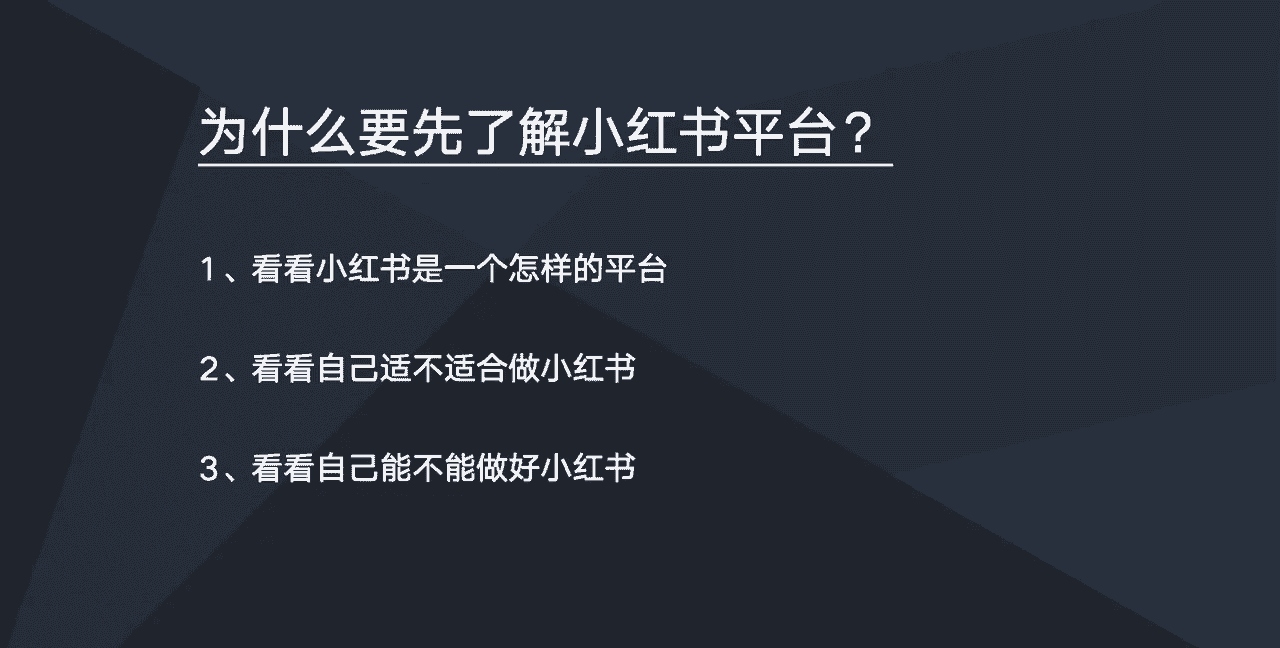 为什么要先了解小红书平台？
1、看看小红书是一个怎样的平台
2、看看自己适不适合做小红书
3、看看自己能不能做好小红书